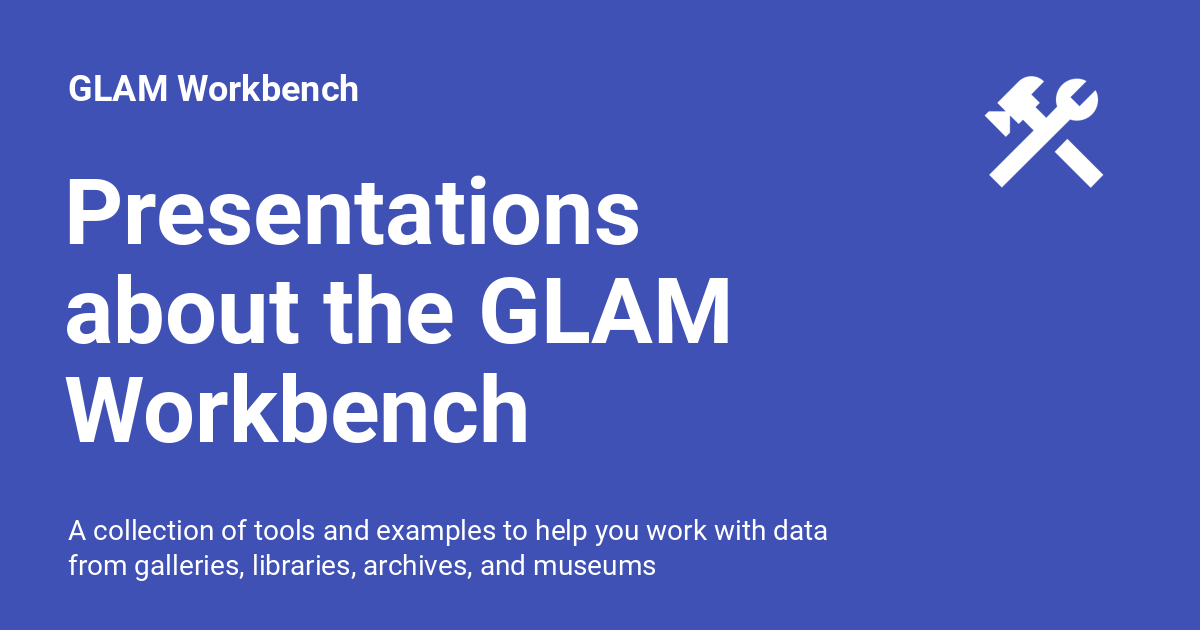 GLAM Workbench
Presentations
about the GLAM
Workbench
A collection of tools and examples to help you work with data
from galleries, libraries, archives, and museums